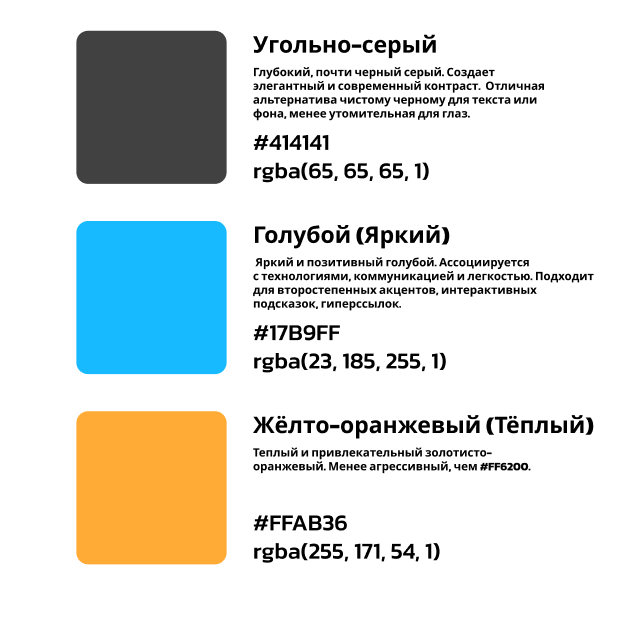 Угольно-серый
Глубокий, почти черный серый. Создает
элегантный и современный контраст. Отличная
альтернатива чистому черному для текста или
фона, менее утомительная для глаз.
#414141
rgba(65, 65, 65, 1)
Голубой (Яркий)
Яркий и позитивный голубой. Ассоциируется
с технологиями, коммуникацией и легкостью. Подходит
для второстепенных акцентов, интерактивных
подсказок, гиперссылок.
#17B9FF
rgba(23, 185, 255, 1)
Жёлто-оранжевый (Тёплый)
Теплый и привлекательный золотисто-
оранжевый. Менее агрессивный, чем #FF6200.
#FFAB36
rgba(255, 171, 54, 1)